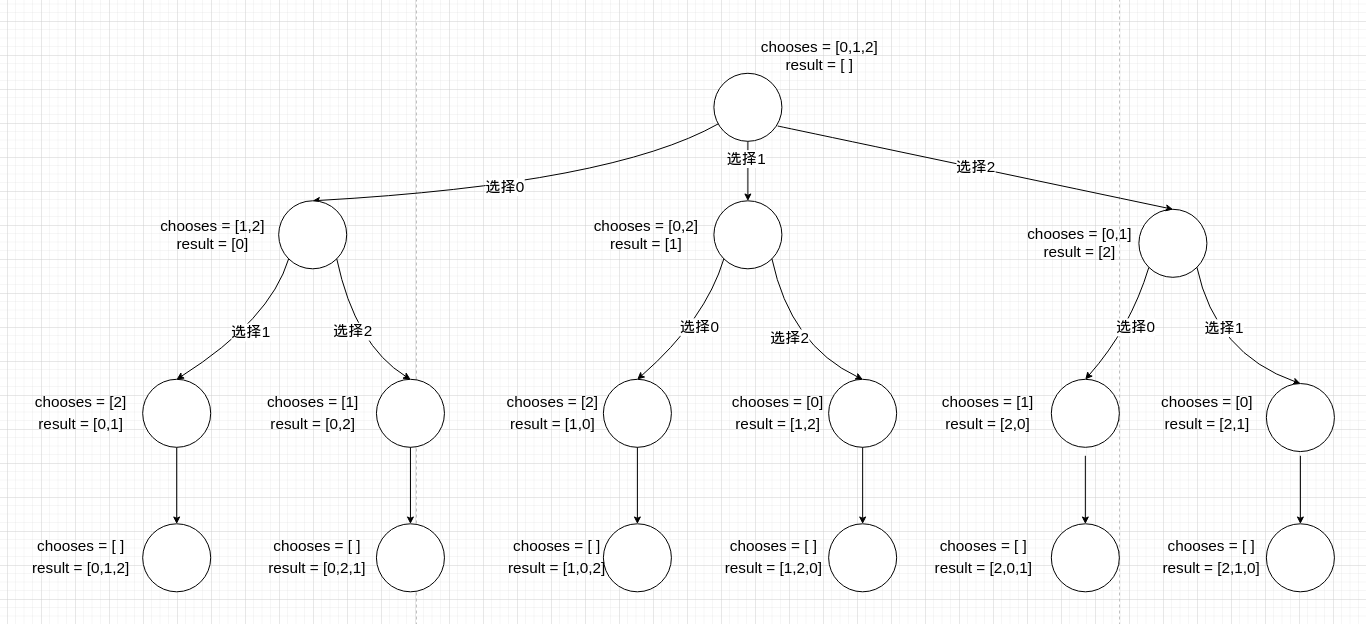 chooses = [0,1,2]
result = [ ]
选择1
选择2
选择0
chooses = [1,2]
result = [0]
chooses = [0,2]
result = [1]
chooses = [0,1]
result = [2]
选择1
选择2
选择0
选择2
选择0
选择1
chooses = [2]
result = [0,1]
chooses = [1]
result = [0,2]
chooses = [2]
result = [1,0]
chooses = [0]
result = [1,2]
chooses = [1]
result = [2,0]
chooses = [0]
result = [2,1]
chooses = [ ]
result = [0,1,2]
chooses = [ ]
result = [0,2,1]
chooses = [ ]
result = [1,0,2]
chooses = [ ]
result = [1,2,0]
chooses = [ ]
result = [2,0,1]
chooses = [ ]
result = [2,1,0]